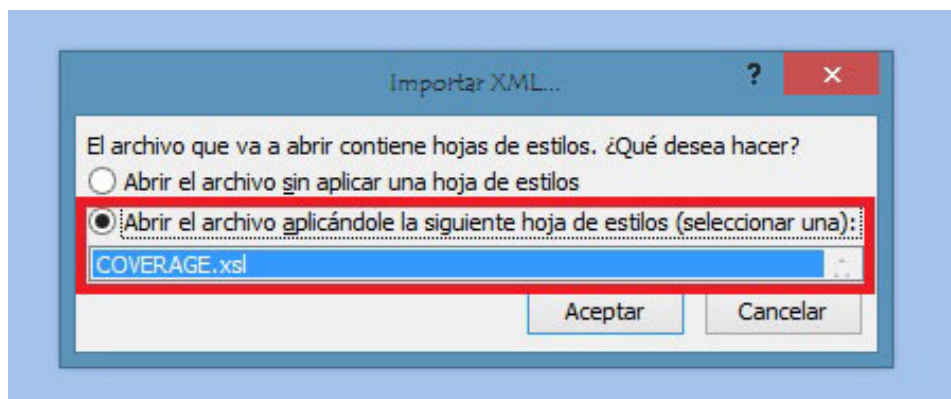 Importar XML...
?
El archivo que va a abrir contiene hojas de estilos. ¿Qué desea hacer?
Abrir el archivo sin aplicar una hoja de estilos
Abrir el archivo aplicándole la siguiente hoja de estilos (seleccionar una):
COVERAGE.xsl
Aceptar Cancelar